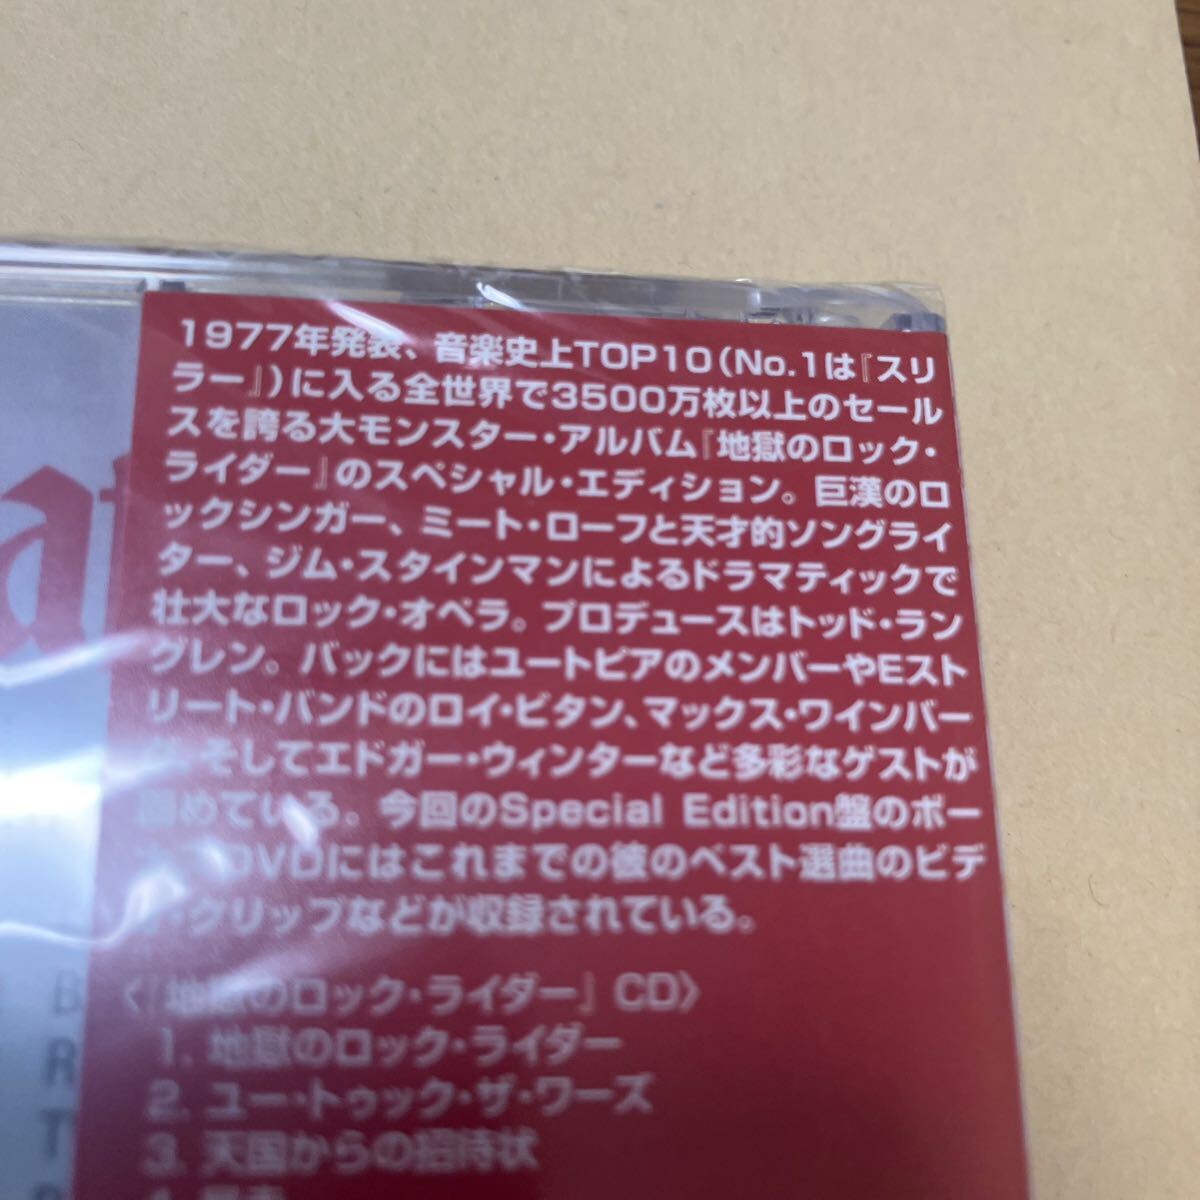 1977年発表、音楽史上TOP10(No.1は『スリ
ラー』)に入る全世界で3500万枚以上のセール
スを誇る大モンスター・アルバム『地獄のロック・
ライダー』のスペシャル・エディション。巨漢のロ
ックシンガー、ミート・ローフと天才的ソングライ
ター、ジム・スタインマンによるドラマティックで
壮大なロック・オペラ。プロデュースはトッド・ラン
グレン。バックにはユートピアのメンバーやEスト
リート・バンドのロイ・ビタン、マックス・ワインバー
グ、そしてエドガー・ウィンターなど多彩なゲストが
めている。今回のSpecial Edition盤のボー
DVDにはこれまでの彼のベスト選曲のビデ
オ・クリップなどが収録されている。
〈『地獄のロック・ライダー』 CD〉
1. 地獄のロック・ライダー
2. ユー・トゥック・ザ・ワーズ
3. 天国からの招待状
at
B
R
T